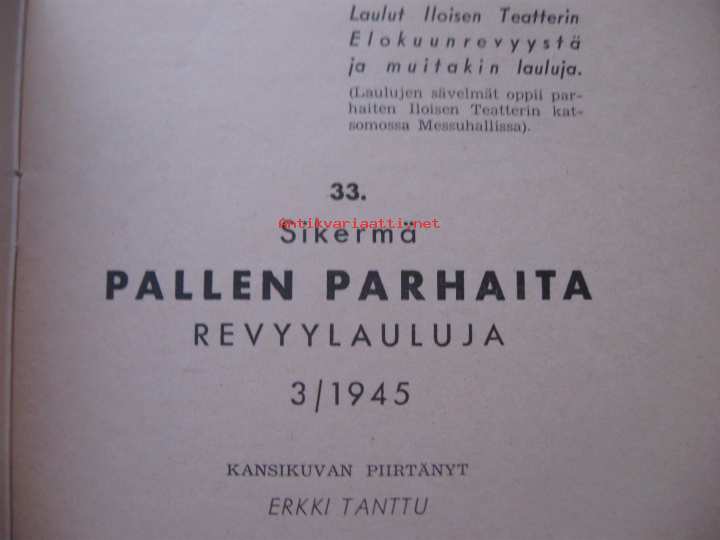 Laulut Iloisen Teatterin
Elokuunrevyystä
ja muitakin lauluja.
(Laulujen sävelmät oppii par-
haiten Iloisen Teatterin kat-
somossa Messuhallissa).
33.
antikvariaatti.net
Sikermä
PALLEN PARHAITA
REVYYLAULUJA
3/1945
KANSIKUVAN PIIRTÄNYT
ERKKI TANTTU